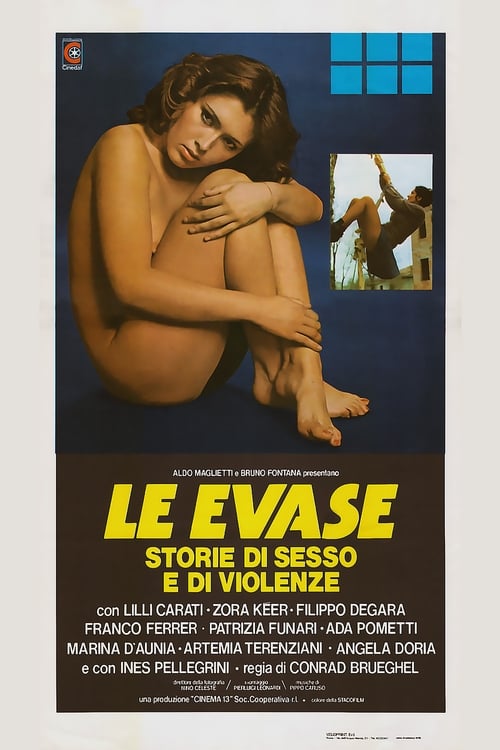 Cinedaf
ALDO MAGLIETTI e BRUNO FONTANA presentano
LE EVASE
STORIE DI SESSO
E DI VIOLENZE
con LILLI CARATI · ZORA KËER · FILIPPO DEGARA
FRANCO FERRER · PATRIZIA FUNARI · ADA POMETTI
MARINA D'AUNIA · ARTEMIA TERENZIANI · ANGELA DORIA
e con INES PELLEGRINI · regia di CONRAD BRUEGHEL
direttore della fotografia NINO CELESTE · montaggio PIERLUIGI LEONARDI · musiche di PIPPO CARUSO
una produzione "CINEMA 13" Soc.Cooperativa r.l. · colore della STACOFILM